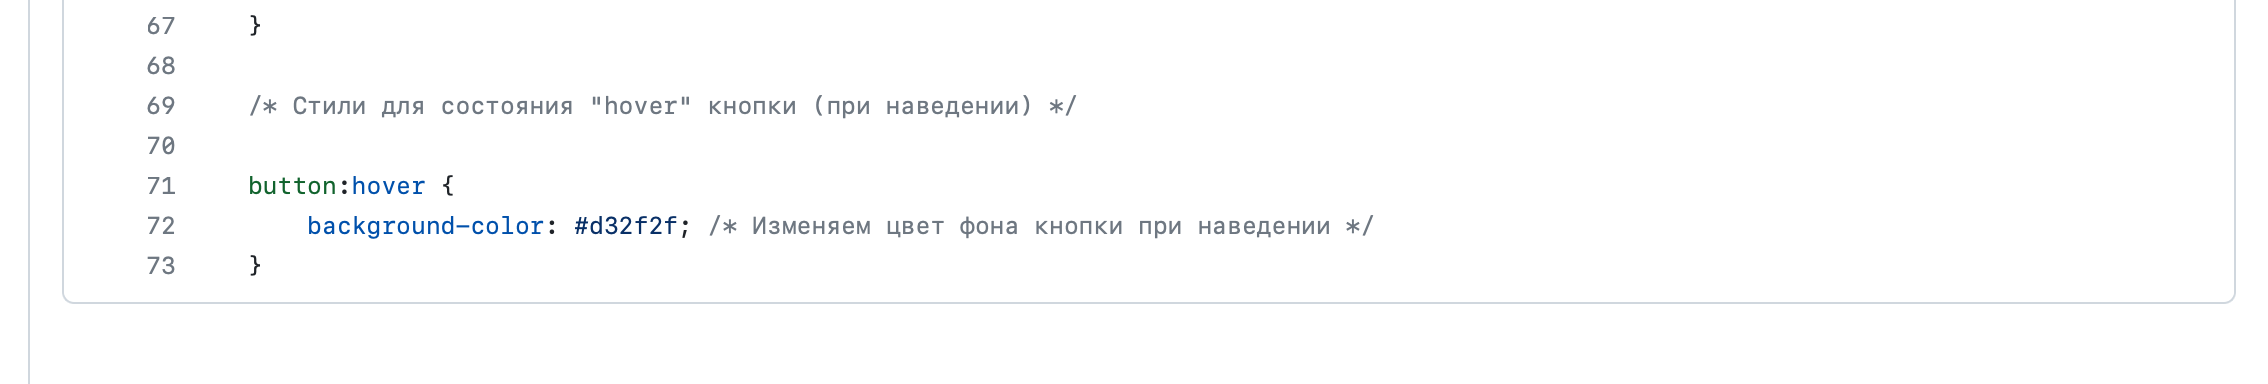 67 }
68
69 /* Стили для состояния "hover" кнопки (при наведении) */
70
71 button:hover {
72 background-color: #d32f2f; /* Изменяем цвет фона кнопки при наведении */
73 }